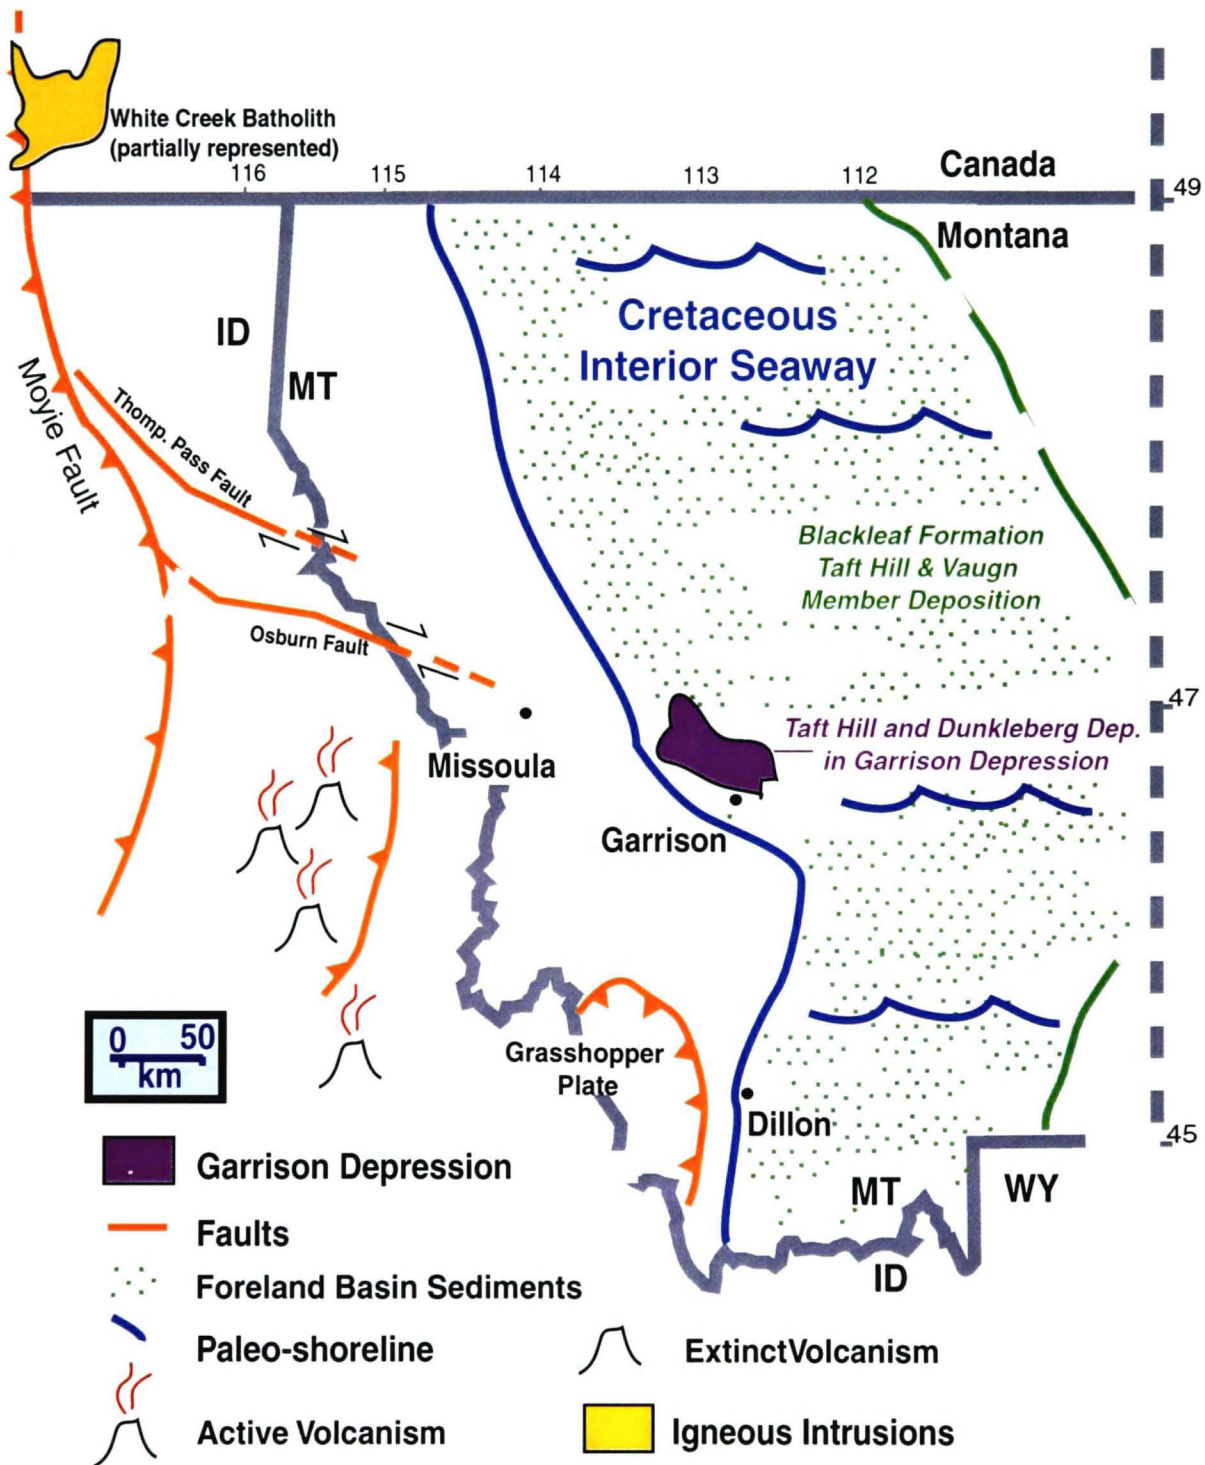 White Creek Batholith
(partially represented)
116
115
114
113
112
Canada
49
Montana
ID
MT
Cretaceous
Interior Seaway
Moyie Fault
Thomp. Pass Fault
Blackleaf Formation
Taft Hill & Vaugn
Member Deposition
Osburn Fault
47
Taft Hill and Dunkleberg Dep.
in Garrison Depression
Missoula
Garrison
0 50
km
Grasshopper
Plate
Dillon
45
MT
WY
ID
Garrison Depression
Faults
Foreland Basin Sediments
Paleo-shoreline
ExtinctVolcanism
Active Volcanism
Igneous Intrusions